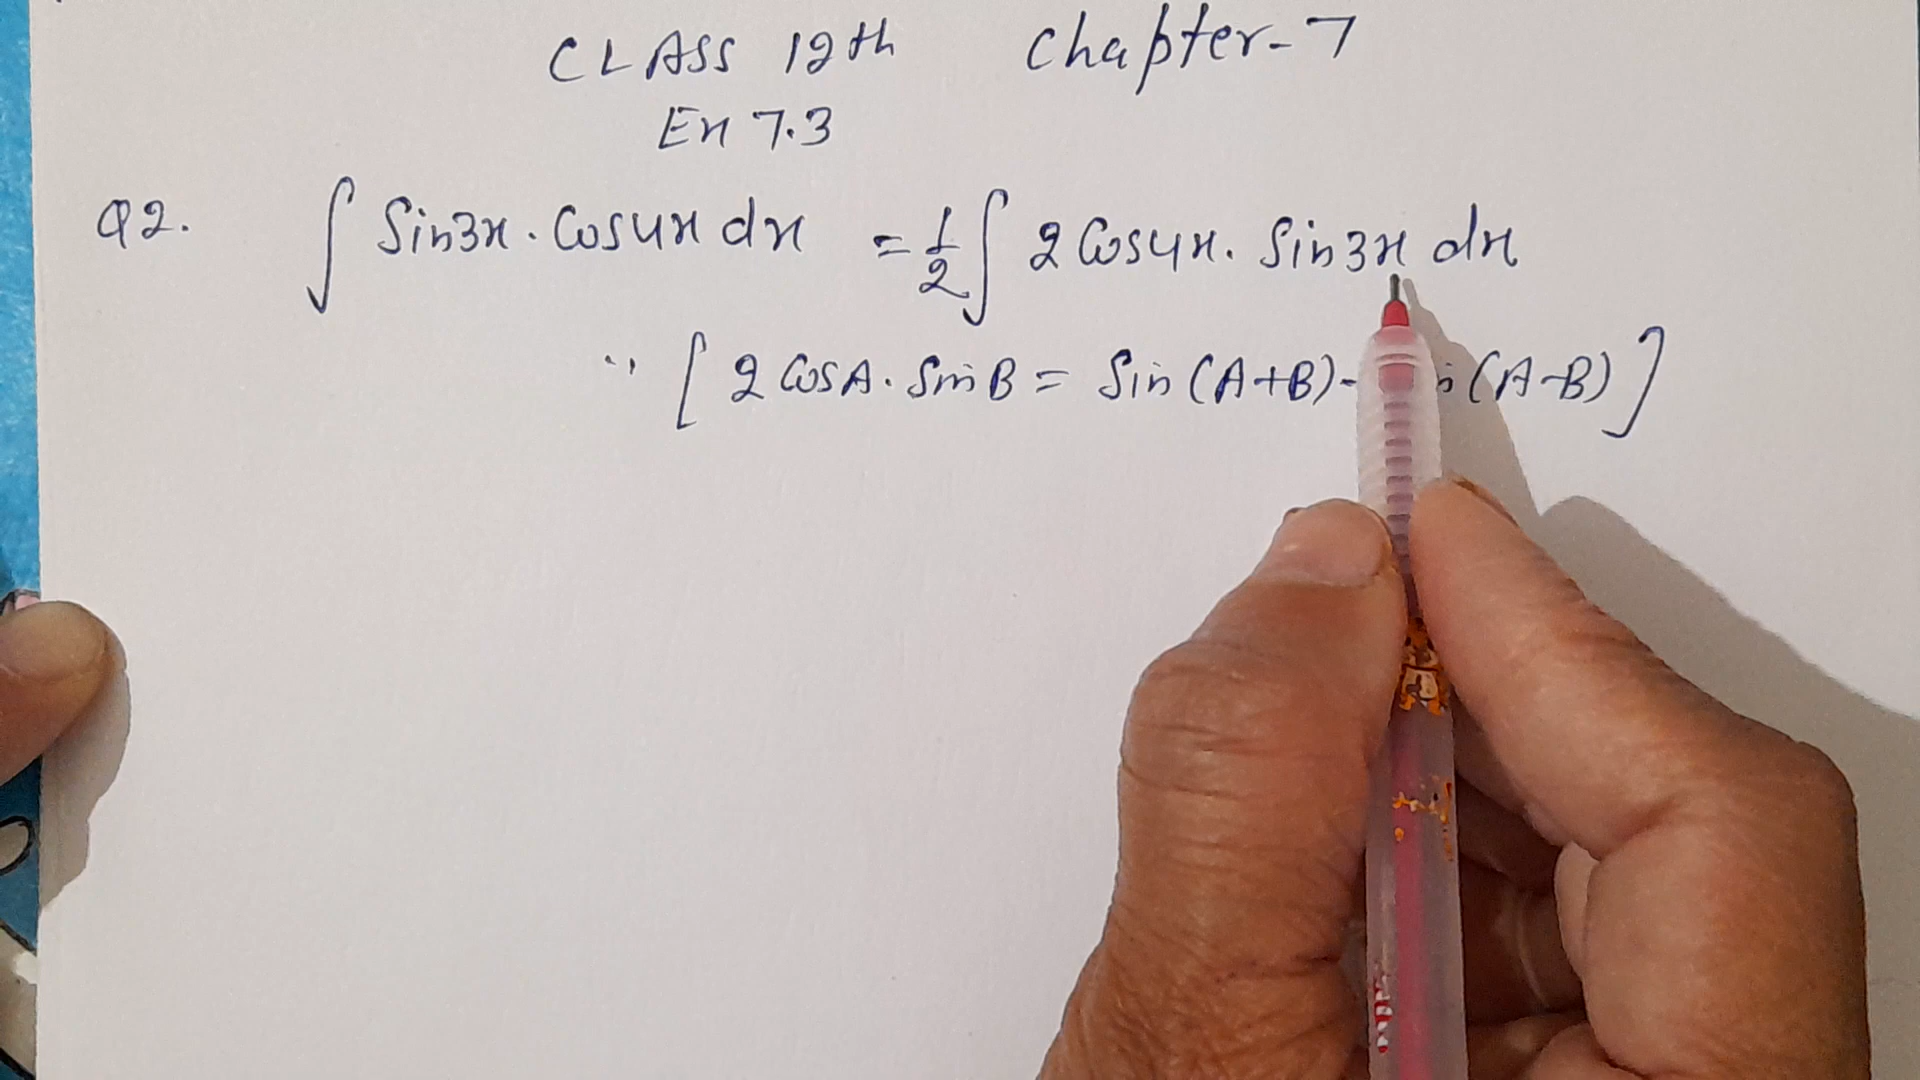 CLASS 12th Chapter-7
Ex 7.3
Q2. ∫ Sin3x . Cos4x dx = 1/2 ∫ 2 Cos4x . Sin3x dx
∵ [ 2 CosA . Sin B = Sin (A+B) - (A-B) ]